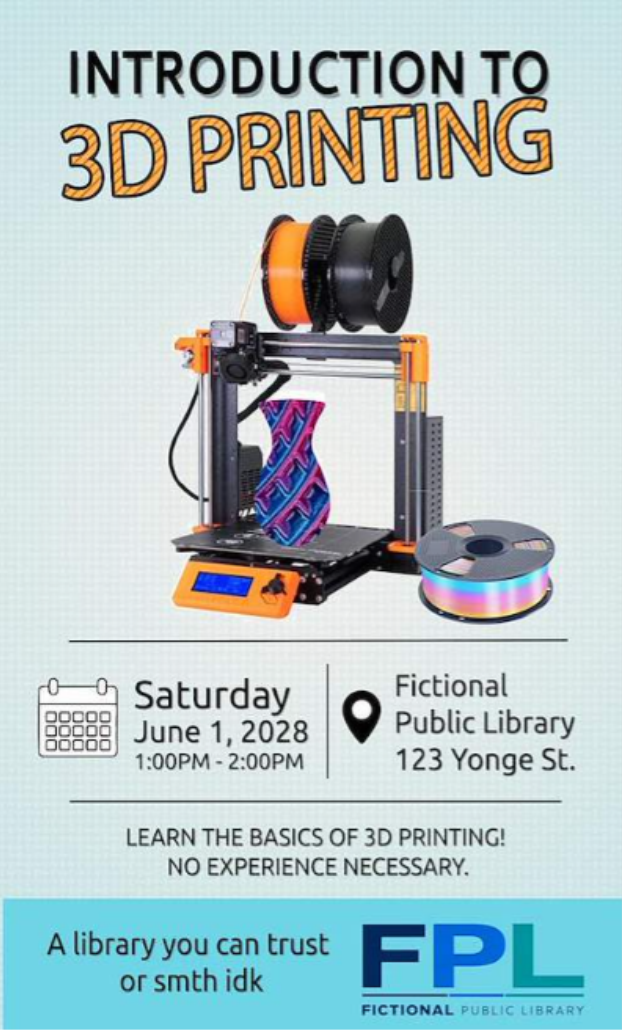 INTRODUCTION TO
3D PRINTING
Saturday
June 1, 2028
1:00PM - 2:00PM
Fictional
Public Library
123 Yonge St.
LEARN THE BASICS OF 3D PRINTING!
NO EXPERIENCE NECESSARY.
A library you can trust
or smth idk
FPL
FICTIONAL PUBLIC LIBRARY